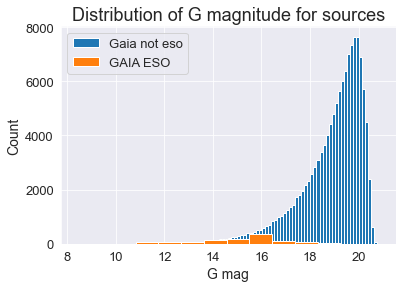 Distribution of G magnitude for sources
Gaia not eso
GAIA ESO
8000
6000
4000
2000
0
Count
8 10 12 14 16 18 20
G mag